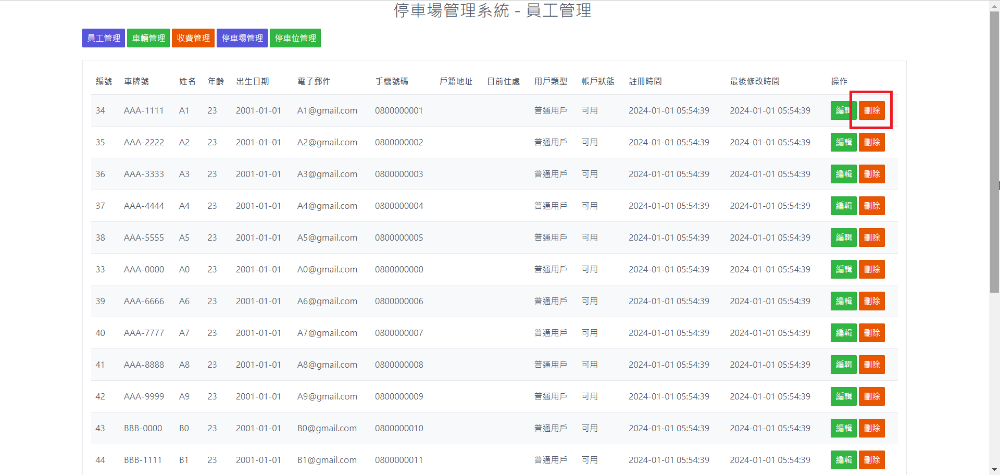 停車場管理系統 - 員工管理
員工管理 車輛管理 收費管理 停車場管理 停車位管理
編號 車牌號 姓名 年齡 出生日期 電子郵件 手機號碼 戶籍地址 目前住處 用戶類型 帳戶狀態 註冊時間 最後修改時間 操作
34 AAA-1111 A1 23 2001-01-01 A1@gmail.com 0800000001 普通用戶 可用 2024-01-01 05:54:39 2024-01-01 05:54:39 編輯 刪除
35 AAA-2222 A2 23 2001-01-01 A2@gmail.com 0800000002 普通用戶 可用 2024-01-01 05:54:39 2024-01-01 05:54:39 編輯 刪除
36 AAA-3333 A3 23 2001-01-01 A3@gmail.com 0800000003 普通用戶 可用 2024-01-01 05:54:39 2024-01-01 05:54:39 編輯 刪除
37 AAA-4444 A4 23 2001-01-01 A4@gmail.com 0800000004 普通用戶 可用 2024-01-01 05:54:39 2024-01-01 05:54:39 編輯 刪除
38 AAA-5555 A5 23 2001-01-01 A5@gmail.com 0800000005 普通用戶 可用 2024-01-01 05:54:39 2024-01-01 05:54:39 編輯 刪除
33 AAA-0000 A0 23 2001-01-01 A0@gmail.com 0800000000 普通用戶 可用 2024-01-01 05:54:39 2024-01-01 05:54:39 編輯 刪除
39 AAA-6666 A6 23 2001-01-01 A6@gmail.com 0800000006 普通用戶 可用 2024-01-01 05:54:39 2024-01-01 05:54:39 編輯 刪除
40 AAA-7777 A7 23 2001-01-01 A7@gmail.com 0800000007 普通用戶 可用 2024-01-01 05:54:39 2024-01-01 05:54:39 編輯 刪除
41 AAA-8888 A8 23 2001-01-01 A8@gmail.com 0800000008 普通用戶 可用 2024-01-01 05:54:39 2024-01-01 05:54:39 編輯 刪除
42 AAA-9999 A9 23 2001-01-01 A9@gmail.com 0800000009 普通用戶 可用 2024-01-01 05:54:39 2024-01-01 05:54:39 編輯 刪除
43 BBB-0000 B0 23 2001-01-01 B0@gmail.com 0800000010 普通用戶 可用 2024-01-01 05:54:39 2024-01-01 05:54:39 編輯 刪除
44 BBB-1111 B1 23 2001-01-01 B1@gmail.com 0800000011 普通用戶 可用 2024-01-01 05:54:39 2024-01-01 05:54:39 編輯 刪除